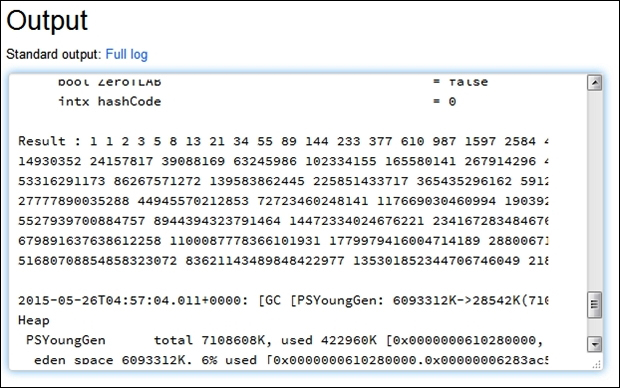 Output
Standard output: Full log
bool ZeroTLAB = false
intx hashCode = 0
Result : 1 1 2 3 5 8 13 21 34 55 89 144 233 377 610 987 1597 2584 4
14930352 24157817 39088169 63245986 102334155 165580141 267914296 4
53316291173 86267571272 139583862445 225851433717 365435296162 5912
27777890035288 44945570212853 72723460248141 117669030460994 190392
5527939700884757 8944394323791464 14472334024676221 234167283484676
679891637638612258 1100087778366101931 1779979416004714189 28800671
51680708854858323072 83621143489848422977 135301852344706746049 218
2015-05-26T04:57:04.011+0000: [GC [PSYoungGen: 6093312K->28542K(710
Heap
PSYoungGen total 7108608K, used 422960K [0x0000000610280000,
eden space 6093312K, 6% used [0x0000000610280000,0x00000006283ac5